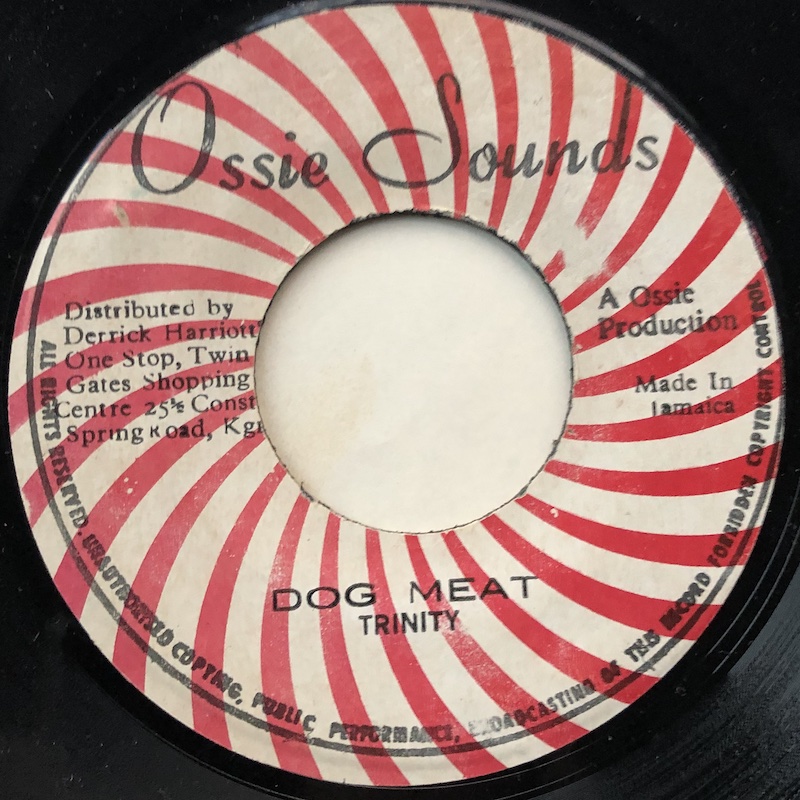 Ossie Sounds
Distributed by
Derrick Harriott'
One Stop, Twin
Gates Shopping
Centre 25½ Const
Spring Road, Kgn
A Ossie
Production
Made In
Jamaica
DOG MEAT
TRINITY
ALL RIGHTS RESERVED. UNAUTHORISED COPYING, PUBLIC PERFORMANCE, BROADCASTING OF THIS RECORD FORBIDDEN COPYRIGHT CONTROL